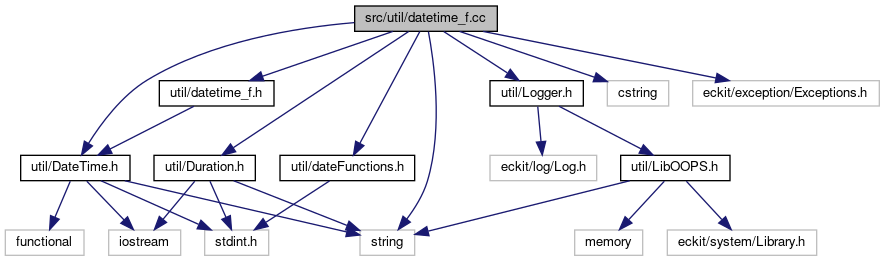 src/util/datetime_f.cc
util/datetime_f.h
util/Logger.h
cstring
eckit/exception/Exceptions.h
util/DateTime.h
util/Duration.h
util/dateFunctions.h
eckit/log/Log.h
util/LibOOPS.h
functional
iostream
stdint.h
string
memory
eckit/system/Library.h